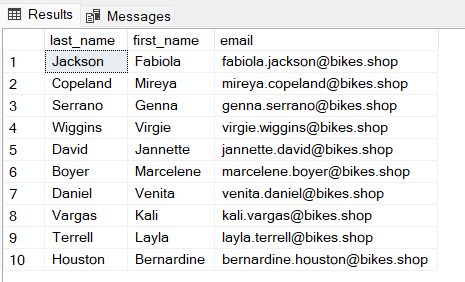 Results Messages
last_name first_name email
1 Jackson Fabiola fabiola.jackson@bikes.shop
2 Copeland Mireya mireya.copeland@bikes.shop
3 Serrano Genna genna.serrano@bikes.shop
4 Wiggins Virgie virgie.wiggins@bikes.shop
5 David Jannette jannette.david@bikes.shop
6 Boyer Marcelene marcelene.boyer@bikes.shop
7 Daniel Venita venita.daniel@bikes.shop
8 Vargas Kali kali.vargas@bikes.shop
9 Terrell Layla layla.terrell@bikes.shop
10 Houston Bernardine bernardine.houston@bikes.shop